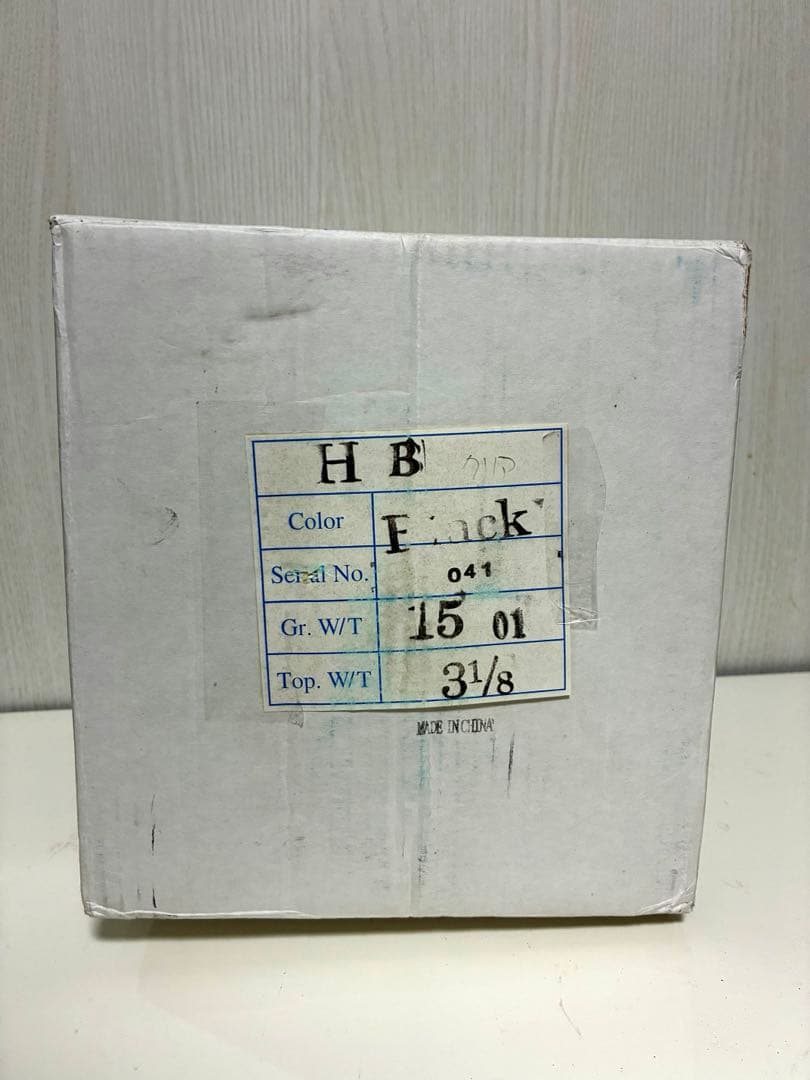 H B
Color Black
Serial No. 041
Gr. W/T 15 01
Top. W/T 3 1/8
MADE IN CHINA